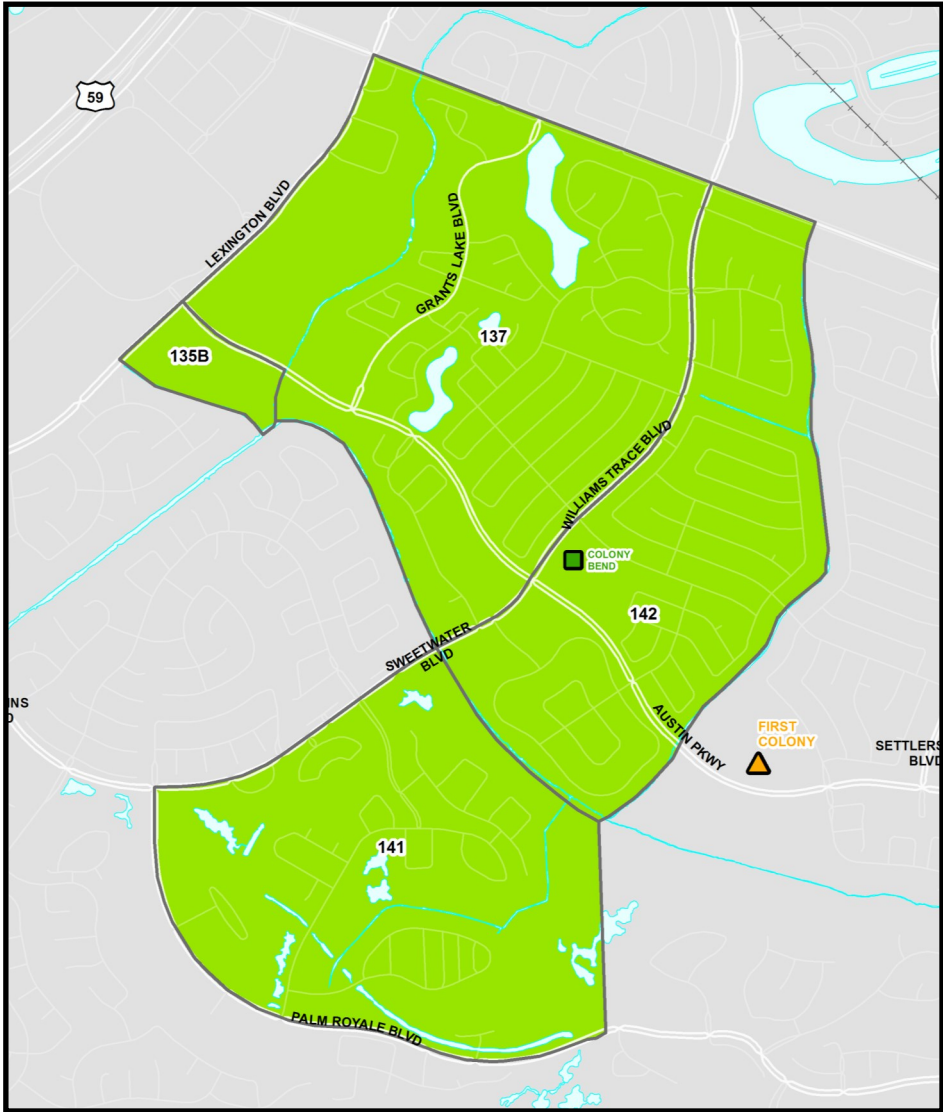 59
LEXINGTON BLVD
GRANTS LAKE BLVD
137
135B
WILLIAMS TRACE BLVD
COLONY
BEND
142
SWEETWATER
BLVD
INS
AUSTIN PKWY
FIRST
COLONY
SETTLERS
BLVD
141
PALM ROYALE BLVD